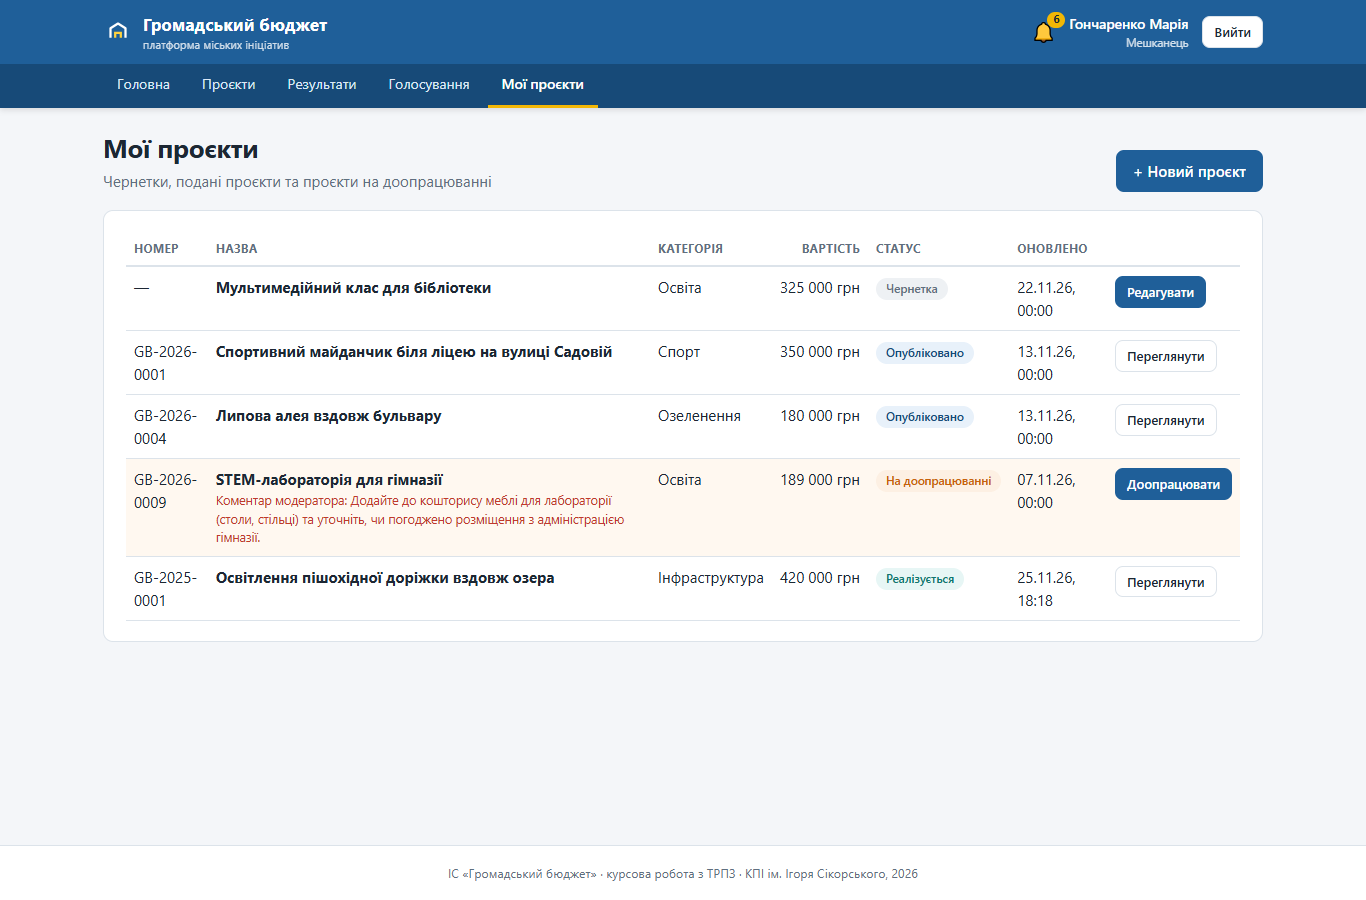 Громадський бюджет
платформа міських ініціатив
6
Гончаренко Марія
Мешканець
Вийти
Головна
Проєкти
Результати
Голосування
Мої проєкти
Мої проєкти
Чернетки, подані проєкти та проєкти на доопрацюванні
+ Новий проєкт
НОМЕР НАЗВА КАТЕГОРІЯ ВАРТІСТЬ СТАТУС ОНОВЛЕНО
— Мультимедійний клас для бібліотеки Освіта 325 000 грн Чернетка 22.11.26, Редагувати
00:00
GB-2026- Спортивний майданчик біля ліцею на вулиці Садовій Спорт 350 000 грн Опубліковано 13.11.26, Переглянути
0001 00:00
GB-2026- Липова алея вздовж бульвару Озеленення 180 000 грн Опубліковано 13.11.26, Переглянути
0004 00:00
GB-2026- STEM-лабораторія для гімназії Освіта 189 000 грн На доопрацюванні 07.11.26, Доопрацювати
0009 Коментар модератора: Додайте до кошторису меблі для лабораторії 00:00
(столи, стільці) та уточніть, чи погоджено розміщення з адміністрацією
гімназії.
GB-2025- Освітлення пішохідної доріжки вздовж озера Інфраструктура 420 000 грн Реалізується 25.11.26, Переглянути
0001 18:18
ІС «Громадський бюджет» · курсова робота з ТРПЗ · КПІ ім. Ігоря Сікорського, 2026